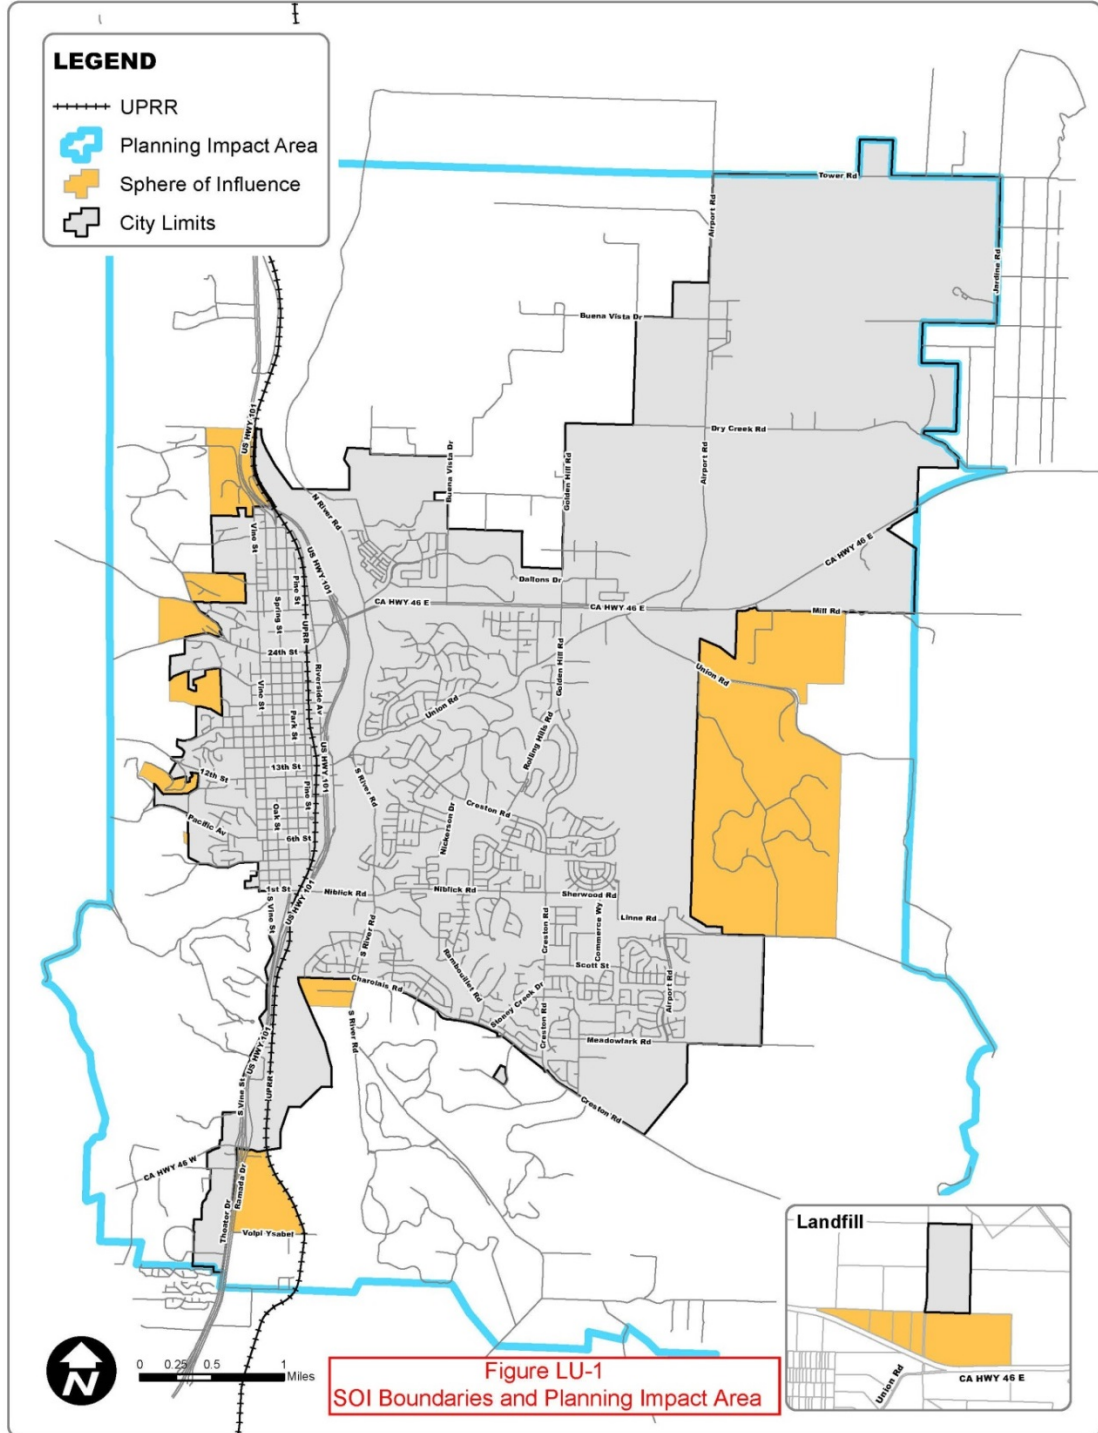 LEGEND
UPRR
Planning Impact Area
Sphere of Influence
City Limits
Tower Rd
Airport Rd
Jardine Rd
Buena Vista Dr
US HWY 101
Dry Creek Rd
Buena Vista Dr
Golden Hill Rd
Airport Rd
N River Rd
Vine St
US HWY 101
CA HWY 46 E
Pine St
Dallons Dr
Spring St
CA HWY 46 E
CA HWY 46 E
Mill Rd
UPRR
24th St
Riverside Av
Golden Hill Rd
Union Rd
Vine St
Union Rd
Park St
Rolling Hills Rd
US HWY 101
12th St
13th St
S River Rd
Pine St
Creston Rd
Nickerson Dr
Pacific Av
Oak St
6th St
1st St
Niblick Rd
Niblick Rd
Sherwood Rd
US HWY 101
S Vine St
Linne Rd
S River Rd
Creston Rd
Commerce Wy
Scott St
Rambouillet Rd
Charolais Rd
Airport Rd
Stoney Creek Dr
S River Rd
Creston Rd
Meadowlark Rd
US HWY 101
UPRR
S Vine St
Creston Rd
CA HWY 46 W
Ramada Dr
Theater Dr
Volpi Ysabel
Landfill
Union Rd
CA HWY 46 E
N
0 0.25 0.5 1
Miles
Figure LU-1
SOI Boundaries and Planning Impact Area